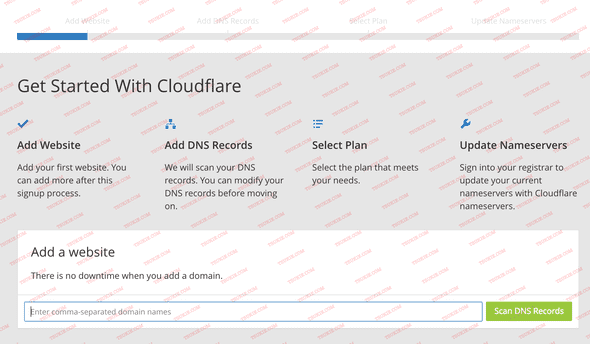 Add Website Add DNS Records Select Plan Update Nameservers
Get Started With Cloudflare
Add Website
Add your first website. You
can add more after this
signup process.
Add DNS Records
We will scan your DNS
records. You can modify your
DNS records before moving
on.
Select Plan
Select the plan that meets
your needs.
Update Nameservers
Sign into your registrar to
update your current
nameservers with Cloudflare
nameservers.
Add a website
There is no downtime when you add a domain.
Enter comma-separated domain names
Scan DNS Records